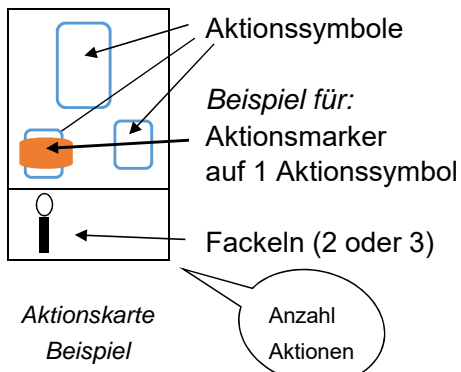 Aktionssymbole
Beispiel für:
Aktionsmarker
auf 1 Aktionssymbol
Fackeln (2 oder 3)
Aktionskarte
Beispiel
Anzahl
Aktionen